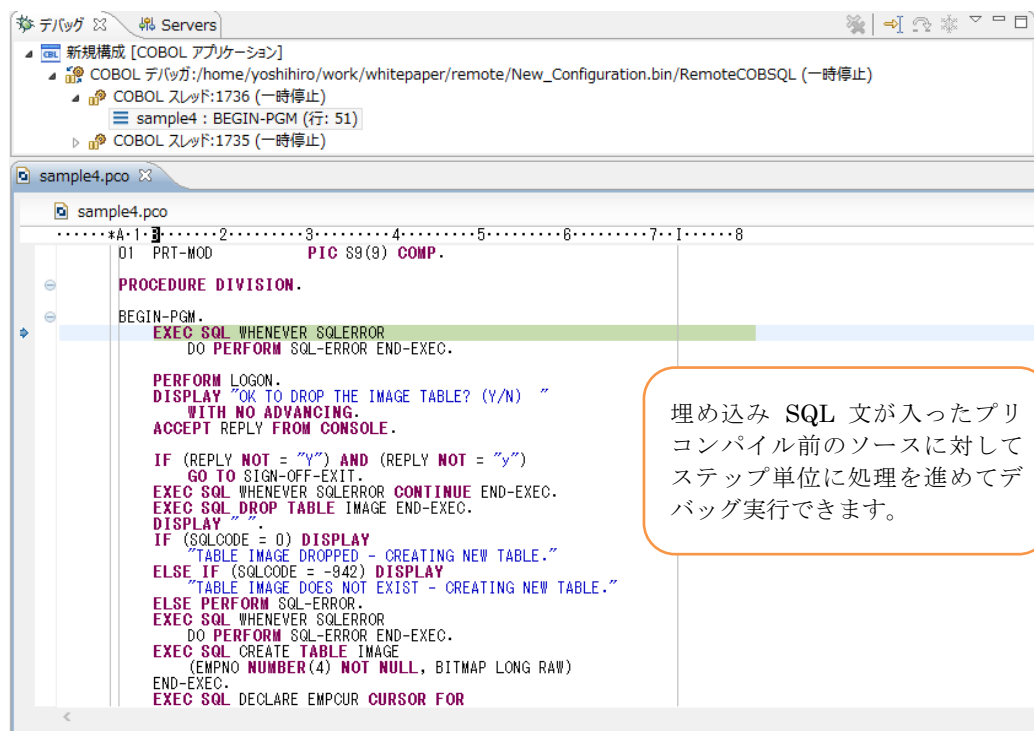 デバッグ Servers
新規構成 [COBOL アプリケーション]
COBOL デバッガ:/home/yoshihiro/work/whitepaper/remote/New_Configuration.bin/RemoteCOBSQL (一時停止)
COBOL スレッド:1736 (一時停止)
sample4 : BEGIN-PGM (行: 51)
COBOL スレッド:1735 (一時停止)
sample4.pco
sample4.pco
······*A·1·B·······2·········3·········4·········5·········6·········7··I······8
01 PRT-MOD PIC S9(9) COMP.
PROCEDURE DIVISION.
BEGIN-PGM.
EXEC SQL WHENEVER SQLERROR
DO PERFORM SQL-ERROR END-EXEC.
PERFORM LOGON.
DISPLAY "OK TO DROP THE IMAGE TABLE? (Y/N) "
WITH NO ADVANCING.
ACCEPT REPLY FROM CONSOLE.
IF (REPLY NOT = "Y") AND (REPLY NOT = "y")
GO TO SIGN-OFF-EXIT.
EXEC SQL WHENEVER SQLERROR CONTINUE END-EXEC.
EXEC SQL DROP TABLE IMAGE END-EXEC.
DISPLAY " ".
IF (SQLCODE = 0) DISPLAY
"TABLE IMAGE DROPPED - CREATING NEW TABLE."
ELSE IF (SQLCODE = -942) DISPLAY
"TABLE IMAGE DOES NOT EXIST - CREATING NEW TABLE."
ELSE PERFORM SQL-ERROR.
EXEC SQL WHENEVER SQLERROR
DO PERFORM SQL-ERROR END-EXEC.
EXEC SQL CREATE TABLE IMAGE
(EMPNO NUMBER(4) NOT NULL, BITMAP LONG RAW)
END-EXEC.
EXEC SQL DECLARE EMPCUR CURSOR FOR
埋め込み SQL 文が入ったプリ
コンパイル前のソースに対して
ステップ単位に処理を進めてデ
バッグ実行できます。